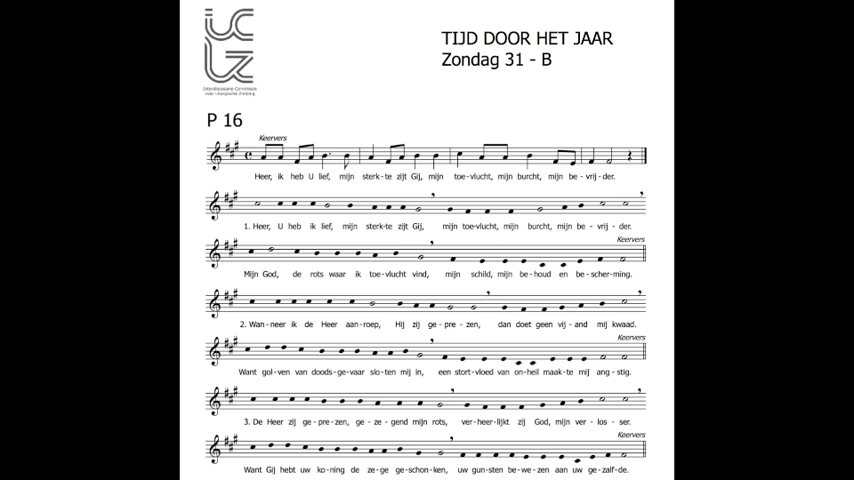 TIJD DOOR HET JAAR
Zondag 31 - B
Interdiocesane Commissie
voor Liturgische Zielzorg
P 16
Keervers
Heer, ik heb U lief, mijn sterk-te zijt Gij, mijn toe-vlucht, mijn burcht, mijn be-vrij-der.
1. Heer, U heb ik lief, mijn sterk-te zijt Gij, mijn toe-vlucht, mijn burcht, mijn be-vrij-der.
Keervers
Mijn God, de rots waar ik toe-vlucht vind, mijn schild, mijn be-houd en be-scher-ming.
2. Wan-neer ik de Heer aan-roep, Hij zij ge-pre-zen, dan doet geen vij-and mij kwaad.
Keervers
Want gol-ven van doods-ge-vaar slo-ten mij in, een stort-vloed van on-heil maak-te mij ang-stig.
3. De Heer zij ge-pre-zen, ge-ze-gend mijn rots, ver-heer-lijkt zij God, mijn ver-los-ser.
Keervers
Want Gij hebt uw ko-ning de ze-ge ge-schon-ken, uw gun-sten be-we-zen aan uw ge-zalf-de.